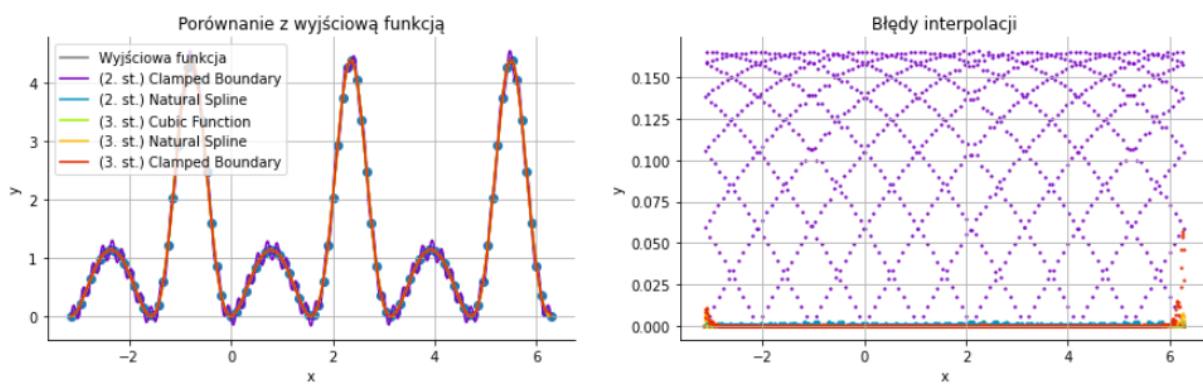 Porównanie z wyjściową funkcją
4
3
2
1
0
y
Wyjściowa funkcja
(2. st.) Clamped Boundary
(2. st.) Natural Spline
(3. st.) Cubic Function
(3. st.) Natural Spline
(3. st.) Clamped Boundary
−2
0
2
4
6
x
Błędy interpolacji
0.150
0.125
0.100
0.075
0.050
0.025
0.000
y
−2
0
2
4
6
x